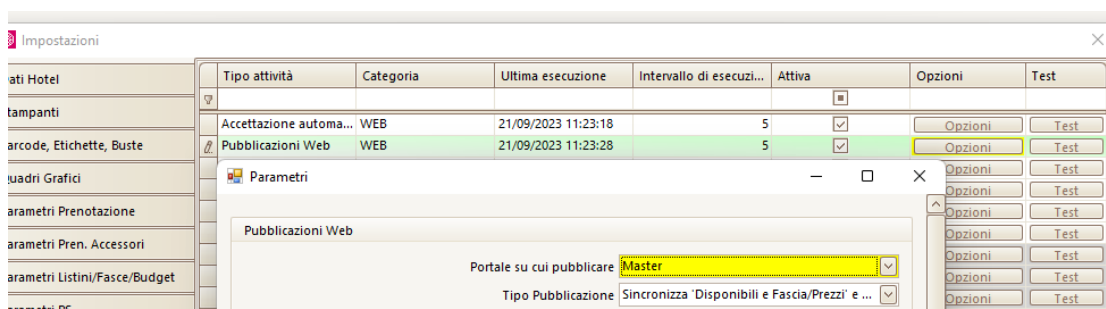 Impostazioni
ati Hotel
tampanti
arcode, Etichette, Buste
uadri Grafici
arametri Prenotazione
arametri Pren. Accessori
arametri Listini/Fasce/Budget
Tipo attività Categoria Ultima esecuzione Intervallo di esecuzi... Attiva Opzioni Test
Accettazione automa... WEB 21/09/2023 11:23:18 5 Opzioni Test
Pubblicazioni Web WEB 21/09/2023 11:23:28 5 Opzioni Test
Opzioni Test
Opzioni Test
Opzioni Test
Opzioni Test
Opzioni Test
Opzioni Test
Opzioni Test
Parametri
Pubblicazioni Web
Portale su cui pubblicare Master
Tipo Pubblicazione Sincronizza 'Disponibili e Fascia/Prezzi' e ...